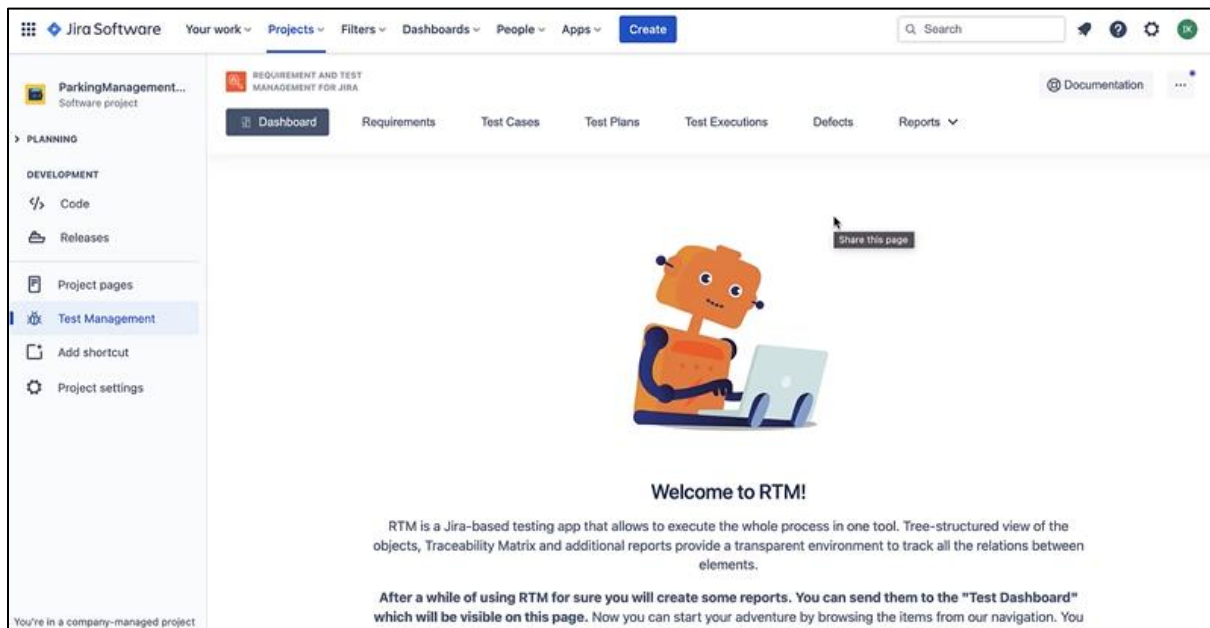 Jira Software Your work Projects Filters Dashboards People Apps Create Search IK
ParkingManagement...
Software project
REQUIREMENT AND TEST
MANAGEMENT FOR JIRA
Documentation ...
Dashboard Requirements Test Cases Test Plans Test Executions Defects Reports
PLANNING
DEVELOPMENT
Code
Releases
Project pages
Test Management
Add shortcut
Project settings
Share this page
Welcome to RTM!
RTM is a Jira-based testing app that allows to execute the whole process in one tool. Tree-structured view of the
objects, Traceability Matrix and additional reports provide a transparent environment to track all the relations between
elements.
After a while of using RTM for sure you will create some reports. You can send them to the "Test Dashboard"
which will be visible on this page. Now you can start your adventure by browsing the items from our navigation. You
You're in a company-managed project